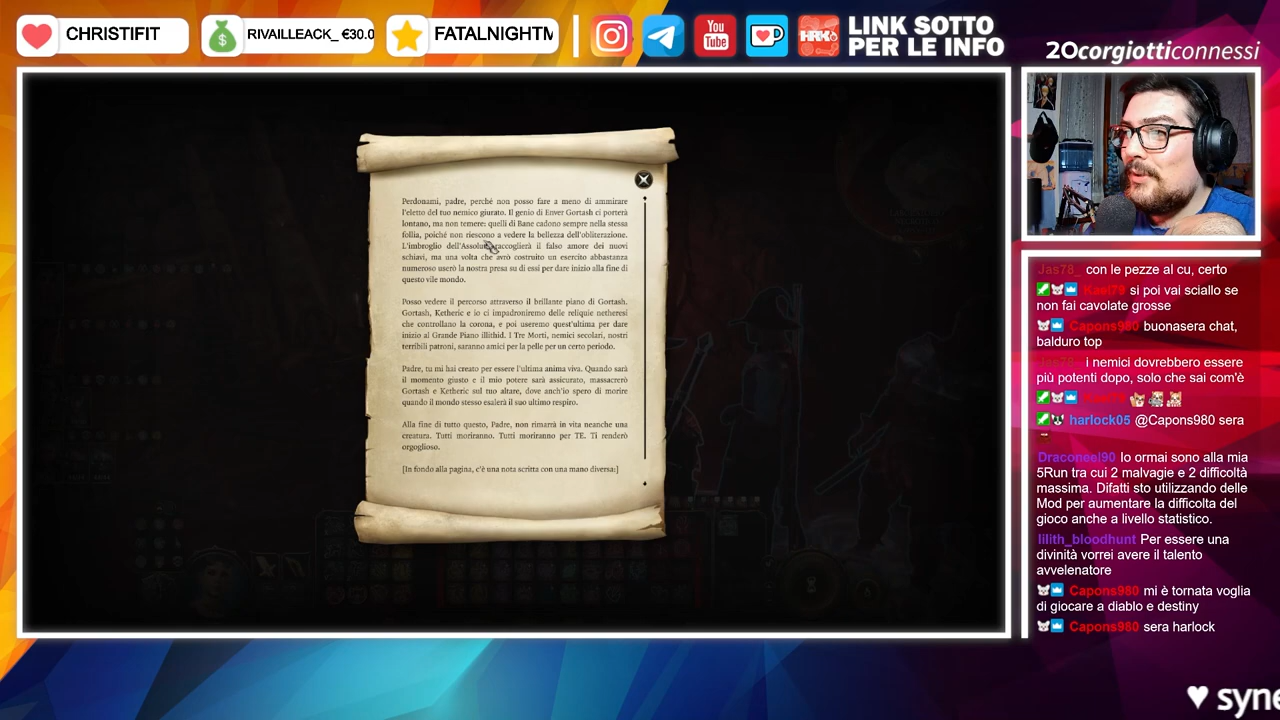 CHRISTIFIT
RIVAILLEACK_ €30.0
FATALNIGHTM
You
Tube
HRK
LINK SOTTO
PER LE INFO
20corgiotticonnessi
Perdonami, padre, perché non posso fare a meno di ammirare
l'eletto del tuo nemico giurato. Il genio di Enver Gortash ci porterà
lontano, ma non temere: quelli di Bane cadono sempre nella stessa
follia, poiché non riescono a vedere la bellezza dell'obliterazione.
L'imbroglio raccoglierà il falso amore dei nuovi
schiavi, ma una volta che avrò costruito un esercito abbastanza
numeroso userò la nostra presa su di essi per dare inizio alla fine di
questo vile mondo.
Posso vedere il percorso attraverso il brillante piano di Gortash.
Gortash, Ketheric e io ci impadroniremo delle reliquie netheresi
che controllano la corona, e poi useremo quest'ultima per dare
inizio al Grande Piano illithid. I Tre Morti, nemici secolari, nostri
terribili patroni, saranno amici per la pelle per un certo periodo.
Padre, tu mi hai creato per essere l'ultima anima viva. Quando sarà
il momento giusto e il mio potere sarà assicurato, massacrerò
Gortash e Ketheric sul tuo altare, dove anch'io spero di morire
quando il mondo stesso esalerà il suo ultimo respiro.
Alla fine di tutto questo, Padre, non rimarrà in vita neanche una
creatura. Tutti moriranno. Tutti moriranno per TE. Ti renderò
orgoglioso.
[In fondo alla pagina, c'è una nota scritta con una mano diversa:]
Jas78_ con le pezze al cu, certo
Kael79 si poi vai sciallo se
non fai cavolate grosse
Capons980 buonasera chat,
balduro top
Jas78_ i nemici dovrebbero essere
più potenti dopo, solo che sai com'è
Kael79
harlock05 @Capons980 sera
Draconeel90 Io ormai sono alla mia
5Run tra cui 2 malvagie e 2 difficoltà
massima. Difatti sto utilizzando delle
Mod per aumentare la difficolta del
gioco anche a livello statistico.
lilith_bloodhunt Per essere una
divinità vorrei avere il talento
avvelenatore
Capons980 mi è tornata voglia
di giocare a diablo e destiny
Capons980 sera harlock
syne